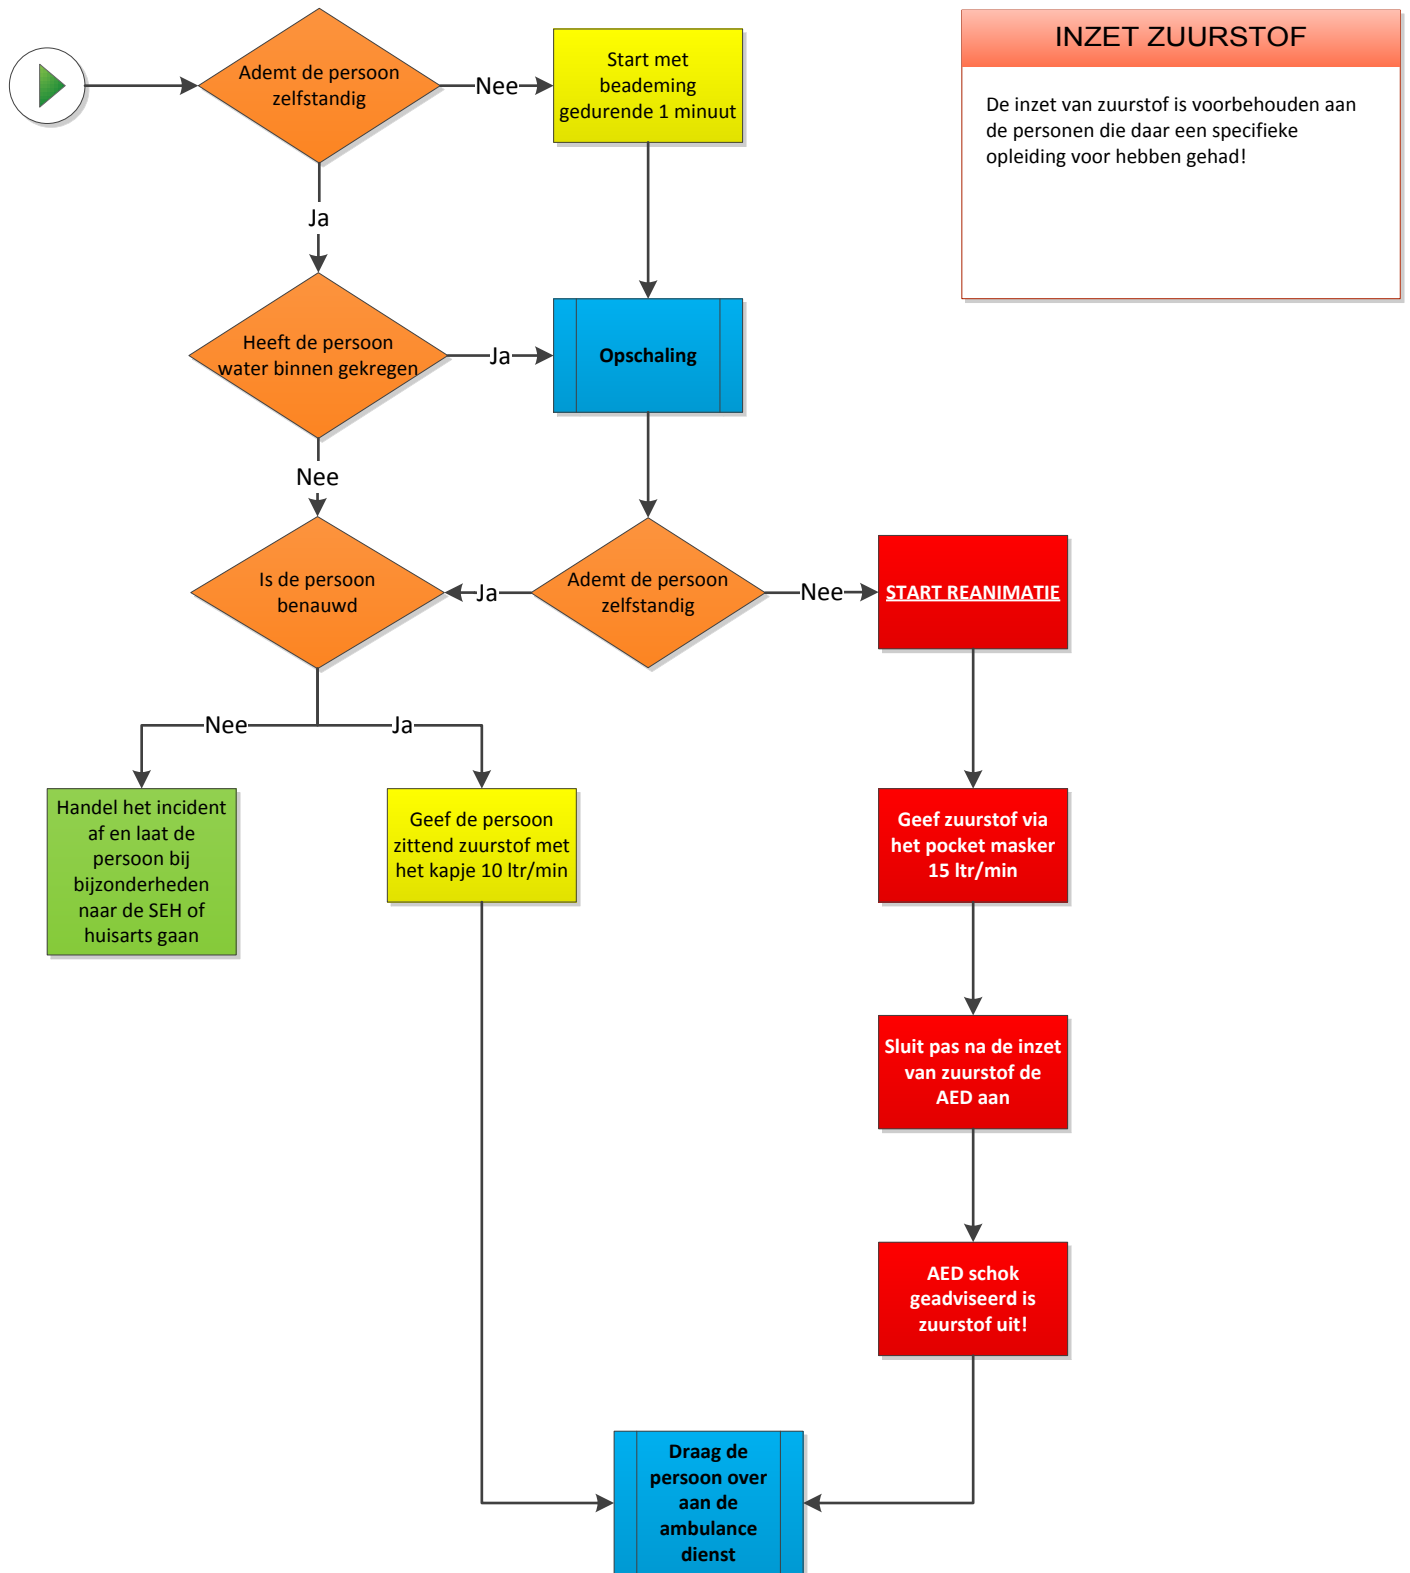 Ademt de persoon
zelfstandig
Nee
Start met
beademing
gedurende 1 minuut
INZET ZUURSTOF
De inzet van zuurstof is voorbehouden aan
de personen die daar een specifieke
opleiding voor hebben gehad!
Ja
Heeft de persoon
water binnen gekregen
Ja
Opschaling
Nee
Is de persoon
benauwd
Ja
Ademt de persoon
zelfstandig
Nee
START REANIMATIE
Nee
Ja
Handel het incident
af en laat de
persoon bij
bijzonderheden
naar de SEH of
huisarts gaan
Geef de persoon
zittend zuurstof met
het kapje 10 ltr/min
Geef zuurstof via
het pocket masker
15 ltr/min
Sluit pas na de inzet
van zuurstof de
AED aan
AED schok
geadviseerd is
zuurstof uit!
Draag de
persoon over
aan de
ambulance
dienst